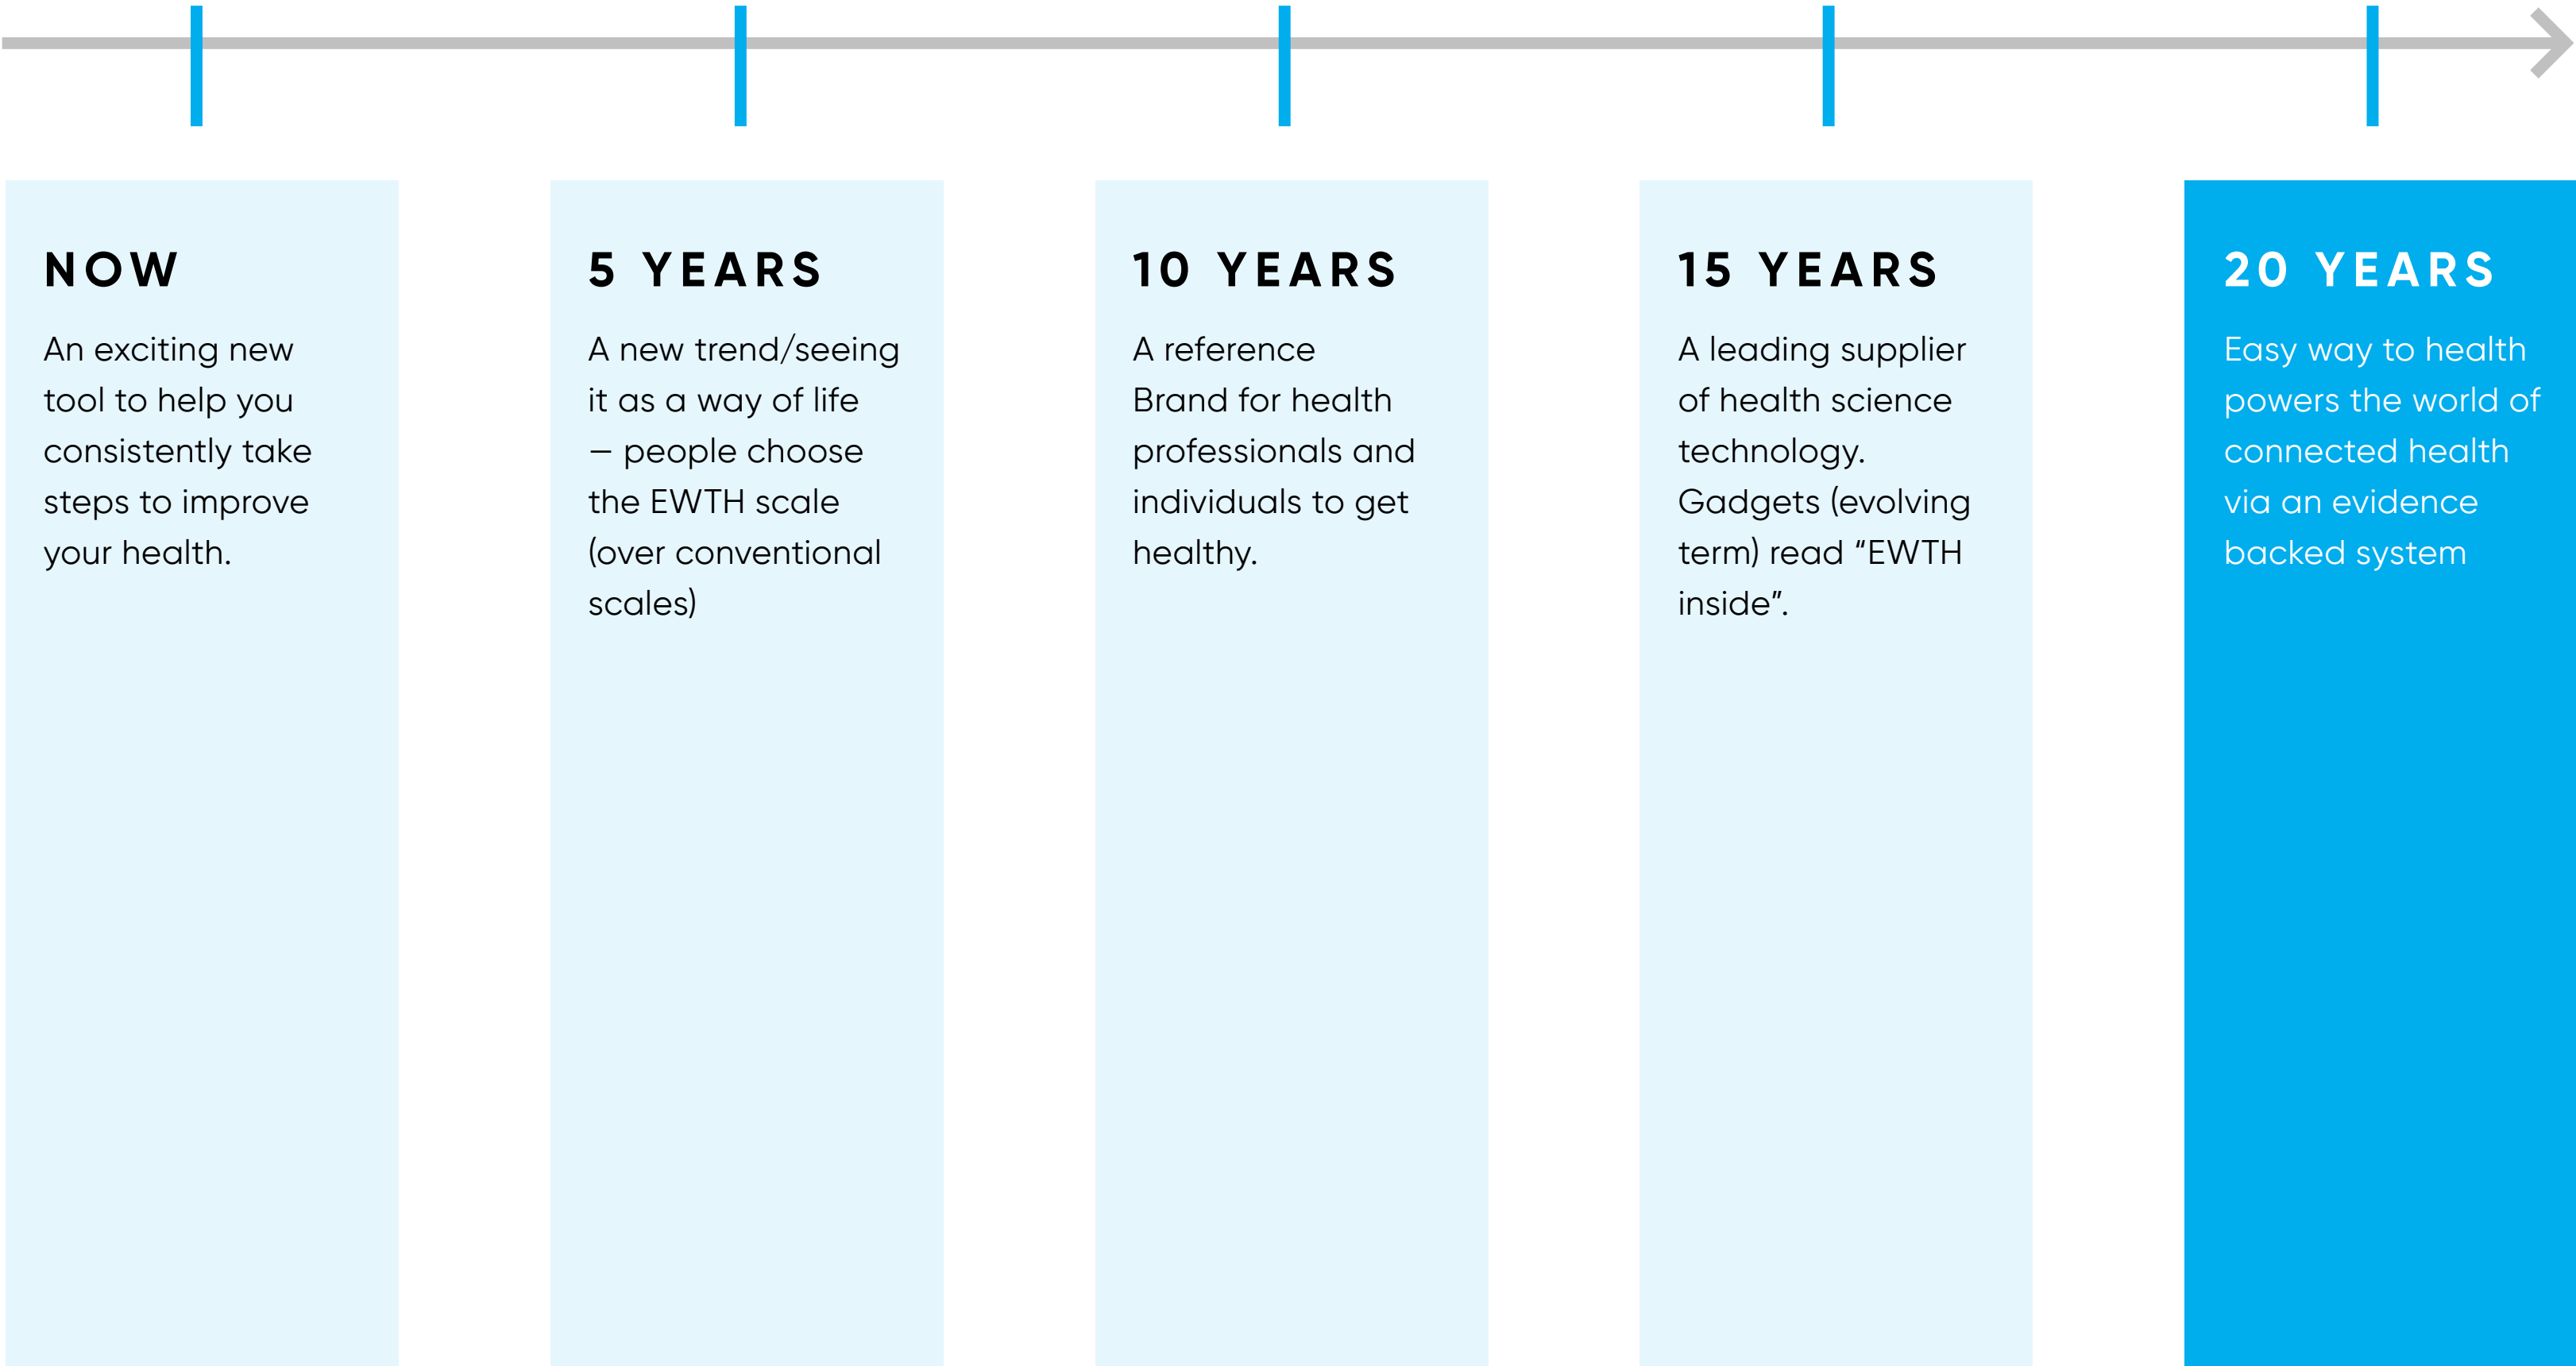 NOW
An exciting new
tool to help you
consistently take
steps to improve
your health.
5 YEARS
A new trend/seeing
it as a way of life
– people choose
the EWTH scale
(over conventional
scales)
10 YEARS
A reference
Brand for health
professionals and
individuals to get
healthy.
15 YEARS
A leading supplier
of health science
technology.
Gadgets (evolving
term) read “EWTH
inside”.
20 YEARS
Easy way to health
powers the world of
connected health
via an evidence
backed system